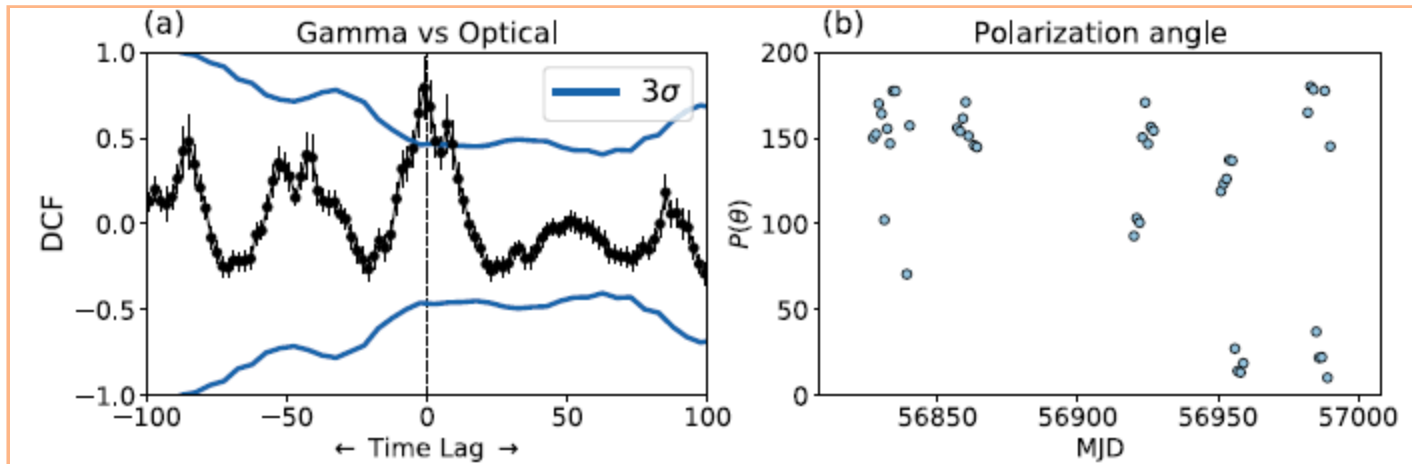 (a) Gamma vs Optical
3σ
1.0
0.5
0.0
−0.5
−1.0
DCF
−100 −50 0 50 100
← Time Lag →
(b) Polarization angle
200
150
100
50
0
P(θ)
56850 56900 56950 57000
MJD